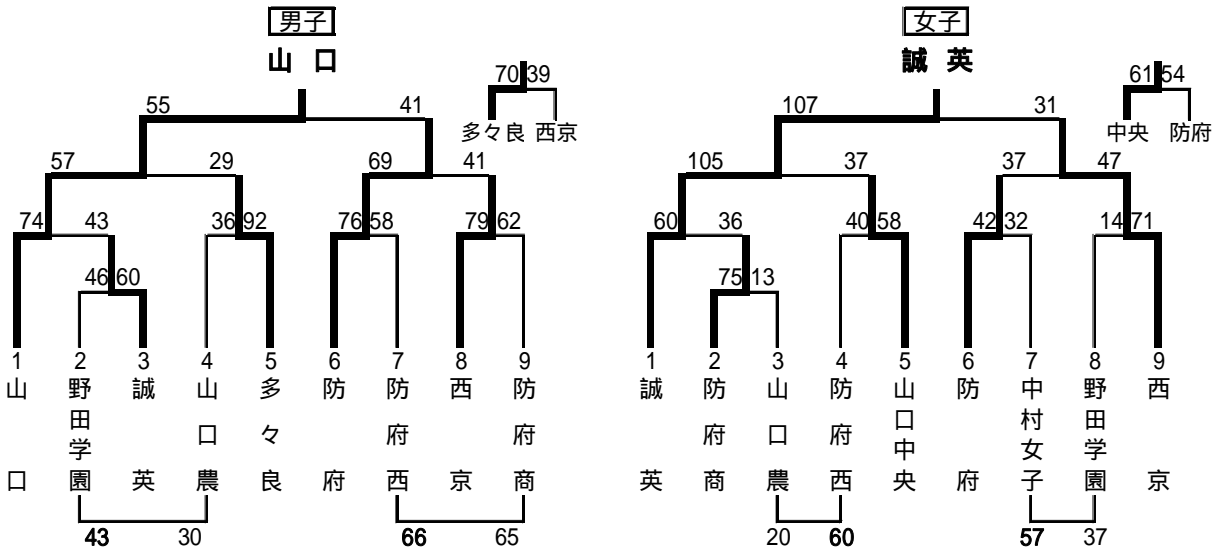 男子
山口
70 39
多々良 西京
55 41
57 29 69 41
74 43 36 92 76 58 79 62
46 60
1 2 3 4 5 6 7 8 9
山口
野田学園
誠英
山口農
多々良
防府
防府西
西京
防府商
43 30 66 65
女子
誠英
61 54
中央 防府
107 31
105 37 37 47
60 36 40 58 42 32 14 71
75 13
1 2 3 4 5 6 7 8 9
誠英
防府商
山口農
防府西
山口中央
防府
中村女子
野田学園
西京
20 60 57 37